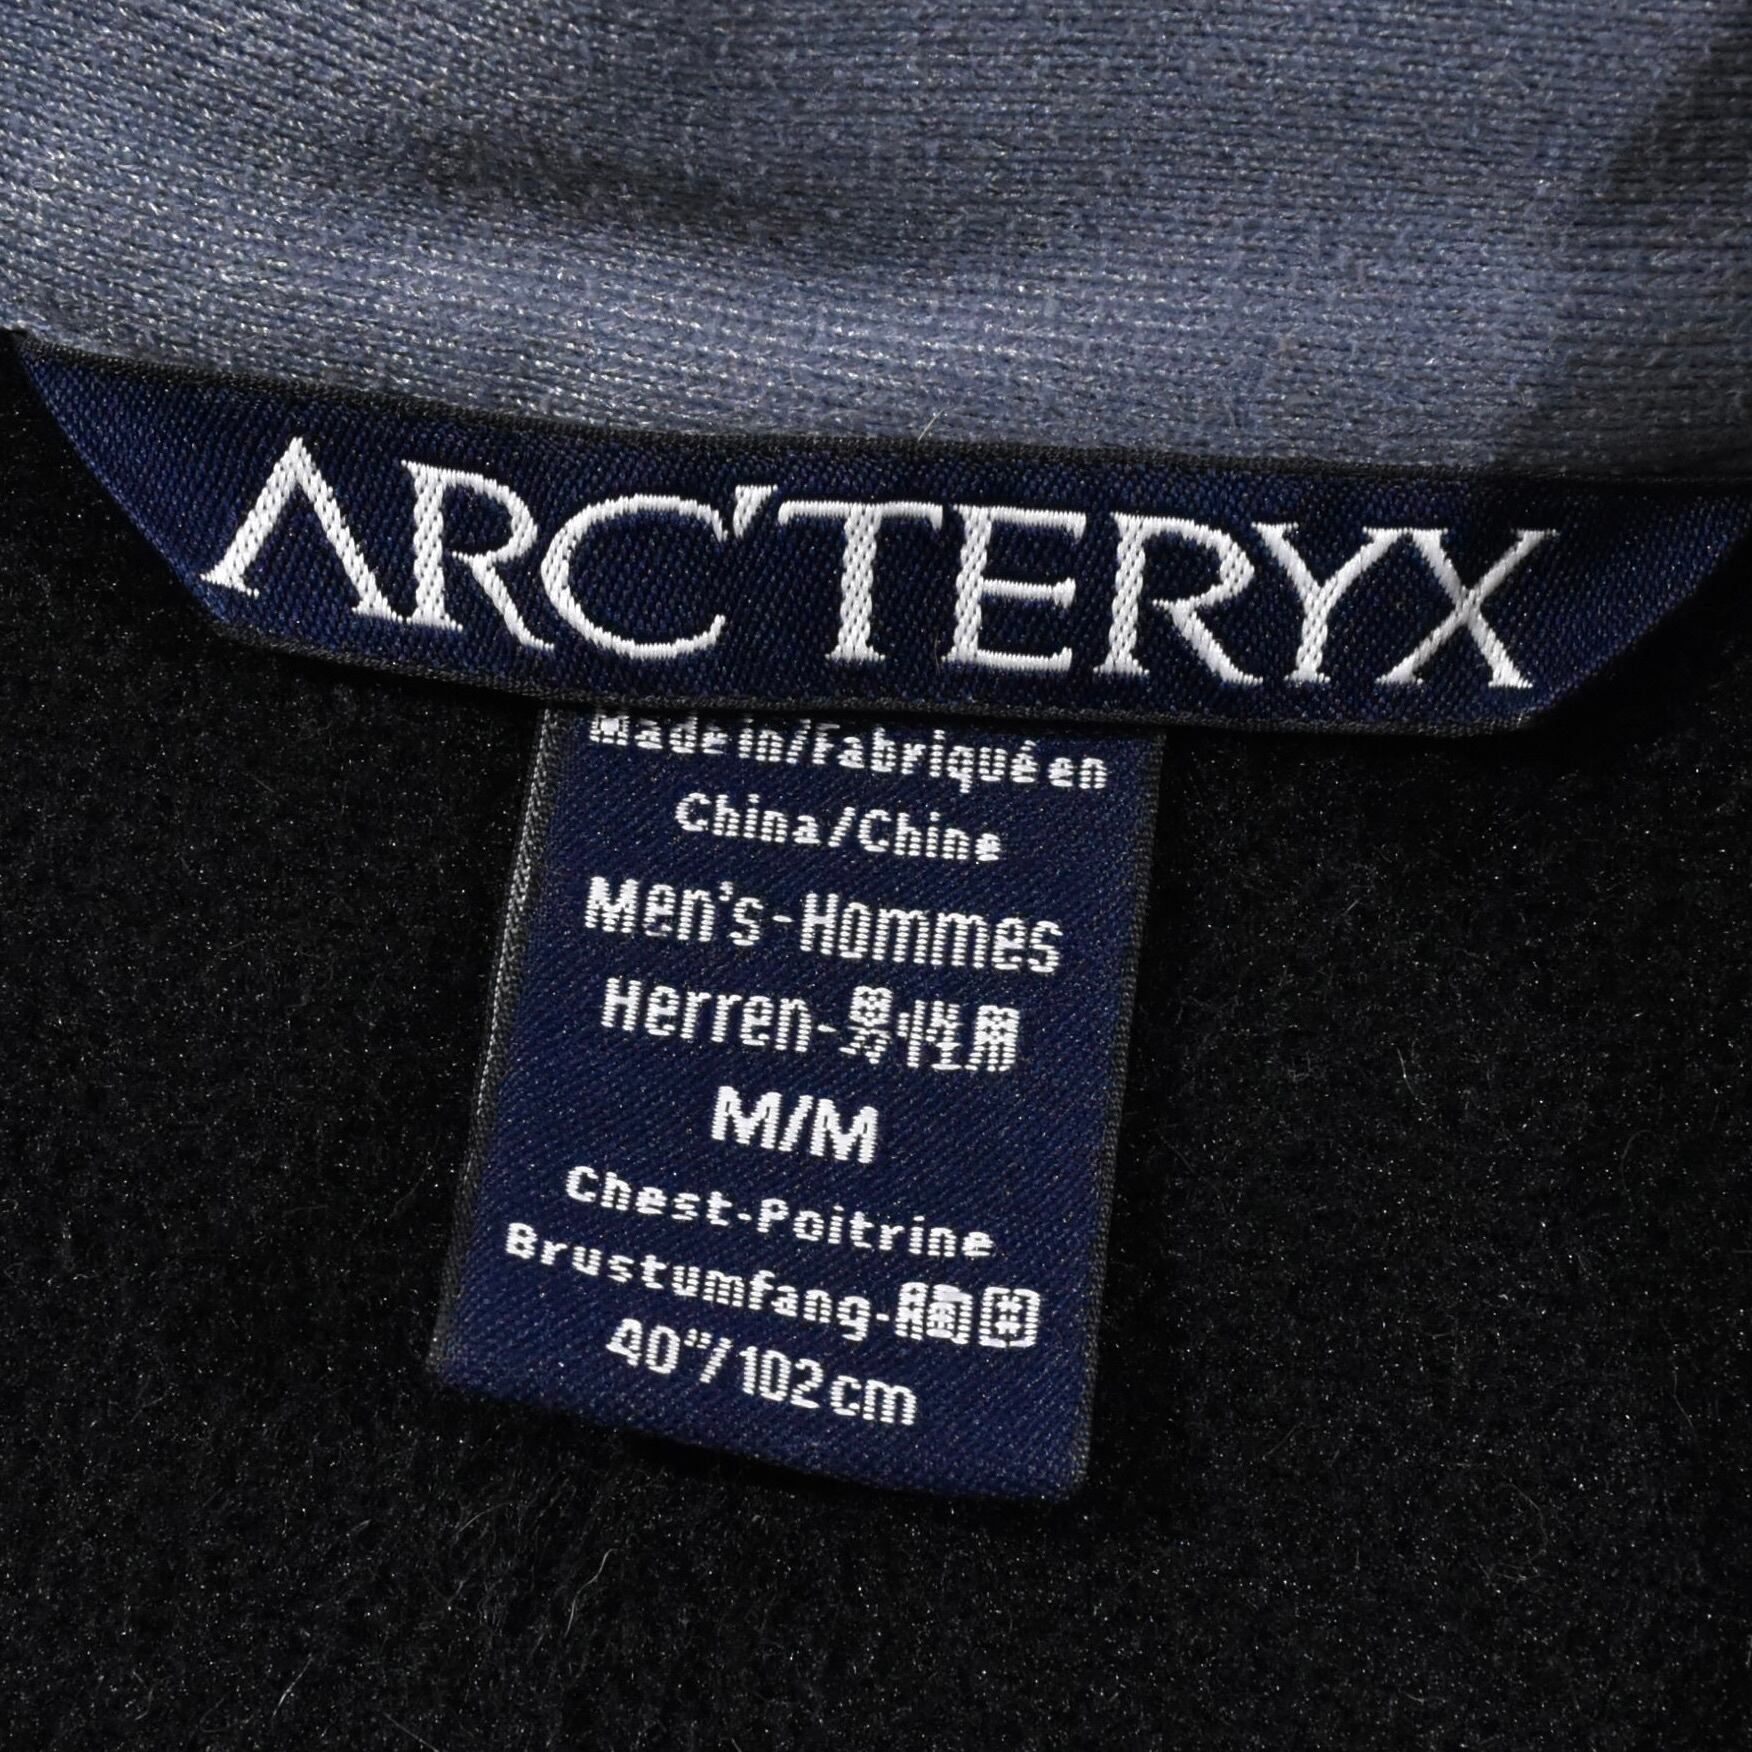 ARC'TERYX
Made in/Fabriqué en
China/Chine
Men's-Hommes
Herren-男性用
M/M
Chest-Poitrine
Brustumfang-胸囲
40"/102cm